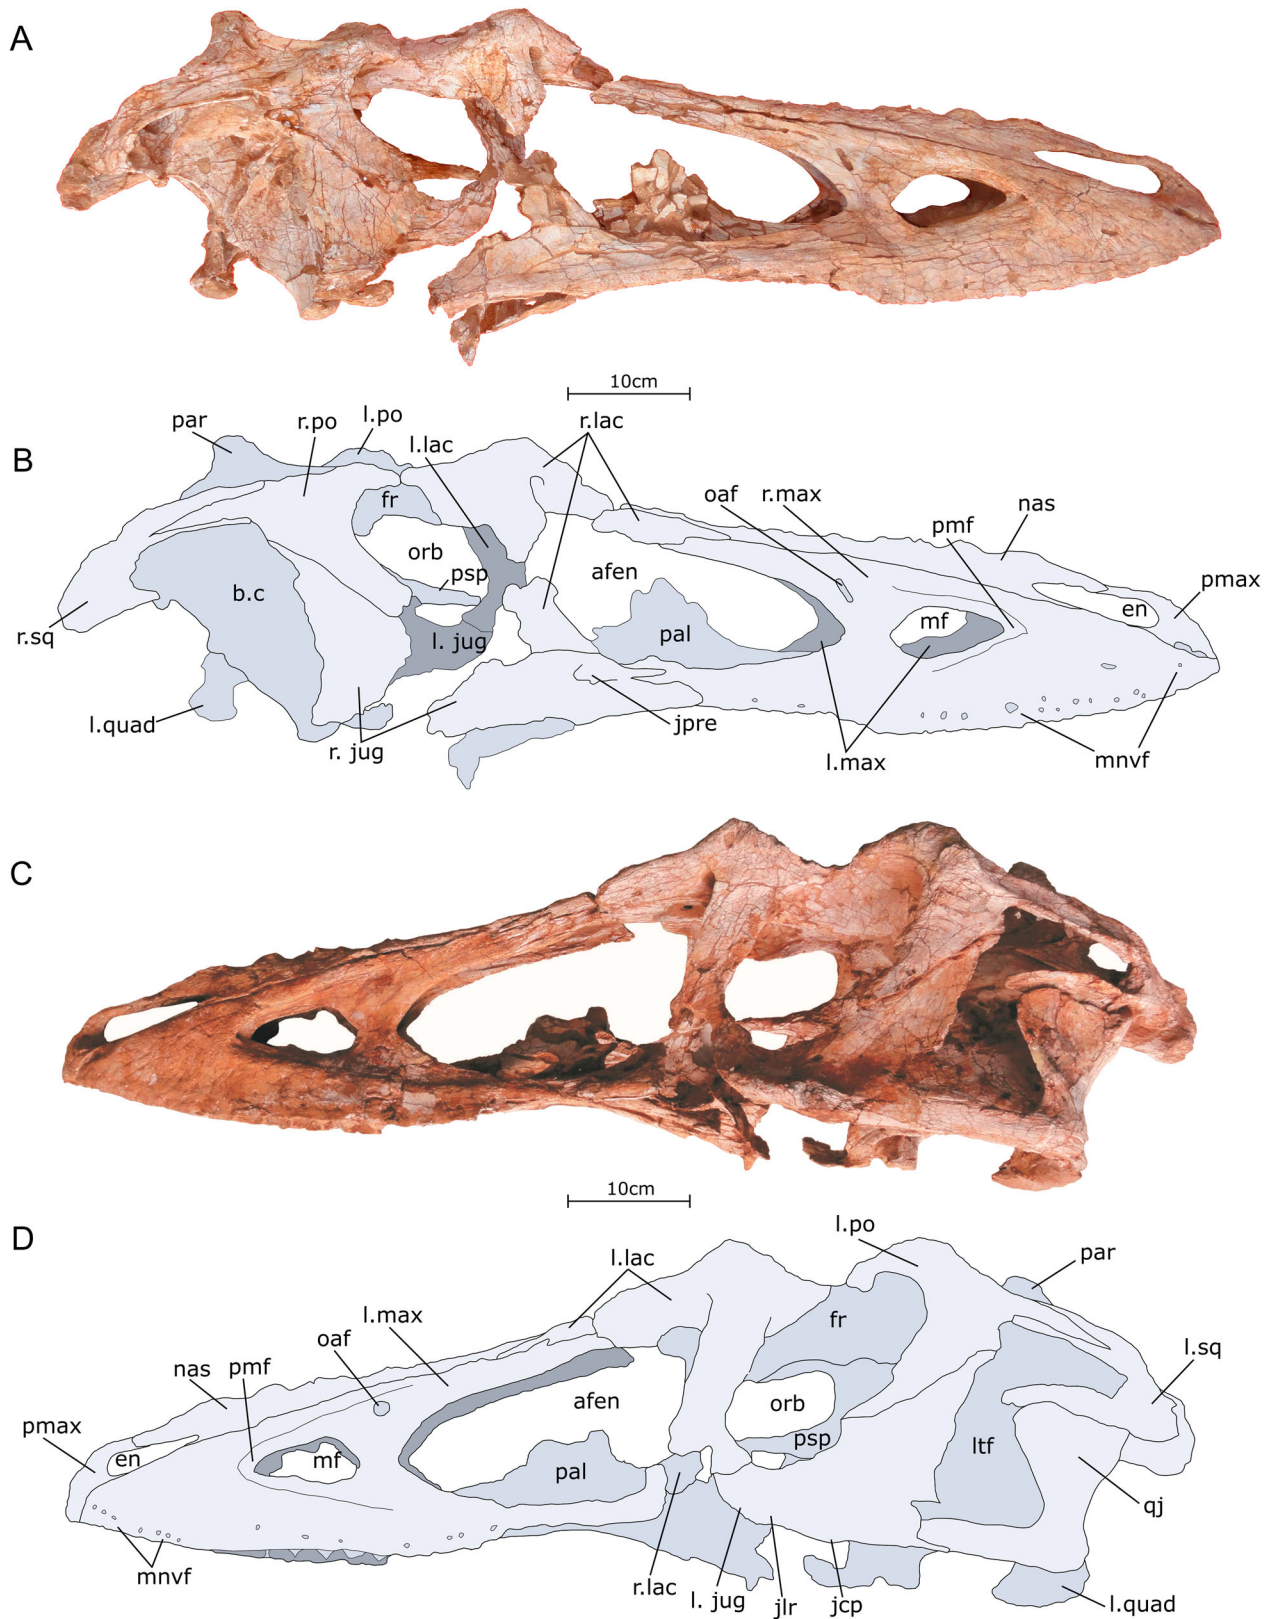 A
10cm
B
par
r.po
l.po
l.lac
r.lac
fr
orb
psp
b.c
l. jug
r.sq
l.quad
r. jug
afen
pal
jpre
oaf
r.max
pmf
nas
pmax
en
mf
l.max
mnvf
C
10cm
D
l.po
par
l.lac
l.max
oaf
nas
pmf
pmax
en
mf
afen
pal
fr
orb
psp
ltf
l.sq
qj
mnvf
r.lac
l. jug
jlr
jcp
l.quad